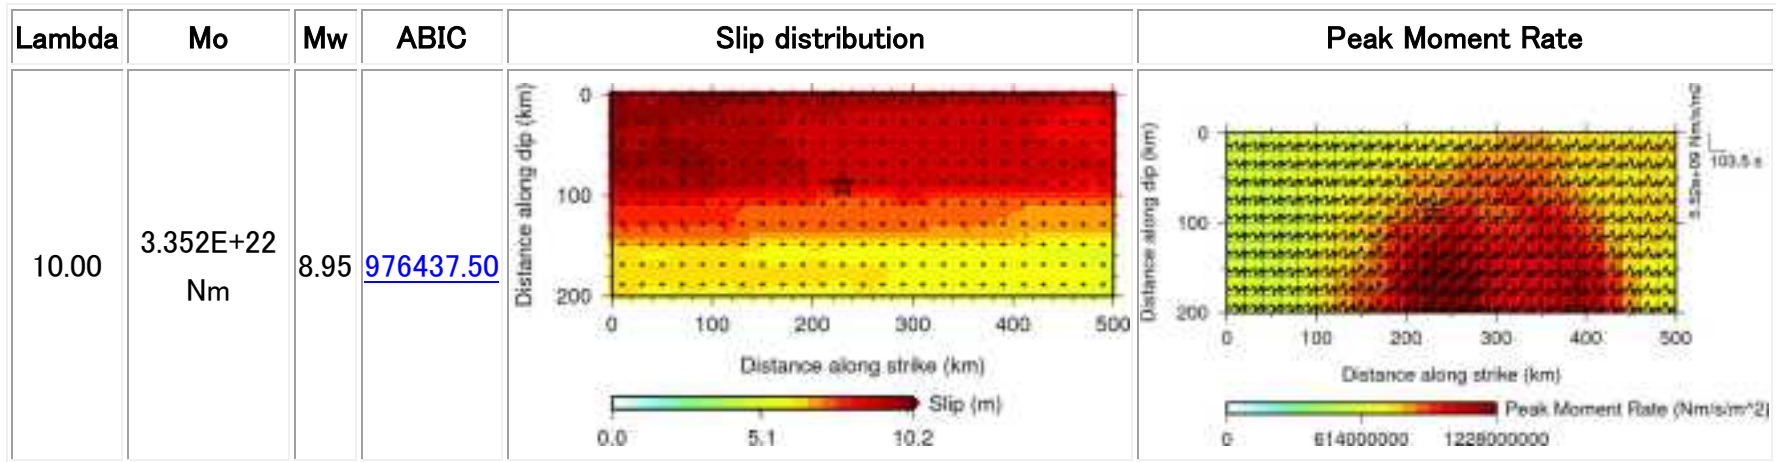 Lambda Mo Mw ABIC Slip distribution Peak Moment Rate
10.00
3.352E+22
Nm
8.95
976437.50
Distance along dip (km)
0
100
200
0 100 200 300 400 500
Distance along strike (km)
Slip (m)
0.0 5.1 10.2
Distance along dip (km)
0
100
200
0 100 200 300 400 500
Distance along strike (km)
103.5 s
Peak Moment Rate (Nm/s/m^2)
0 614000000 1228000000